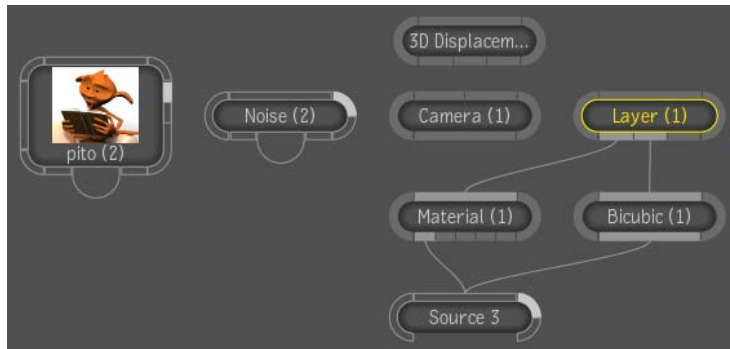 3D Displacem...
Noise (2)
Camera (1)
Layer (1)
pito (2)
Material (1)
Bicubic (1)
Source 3